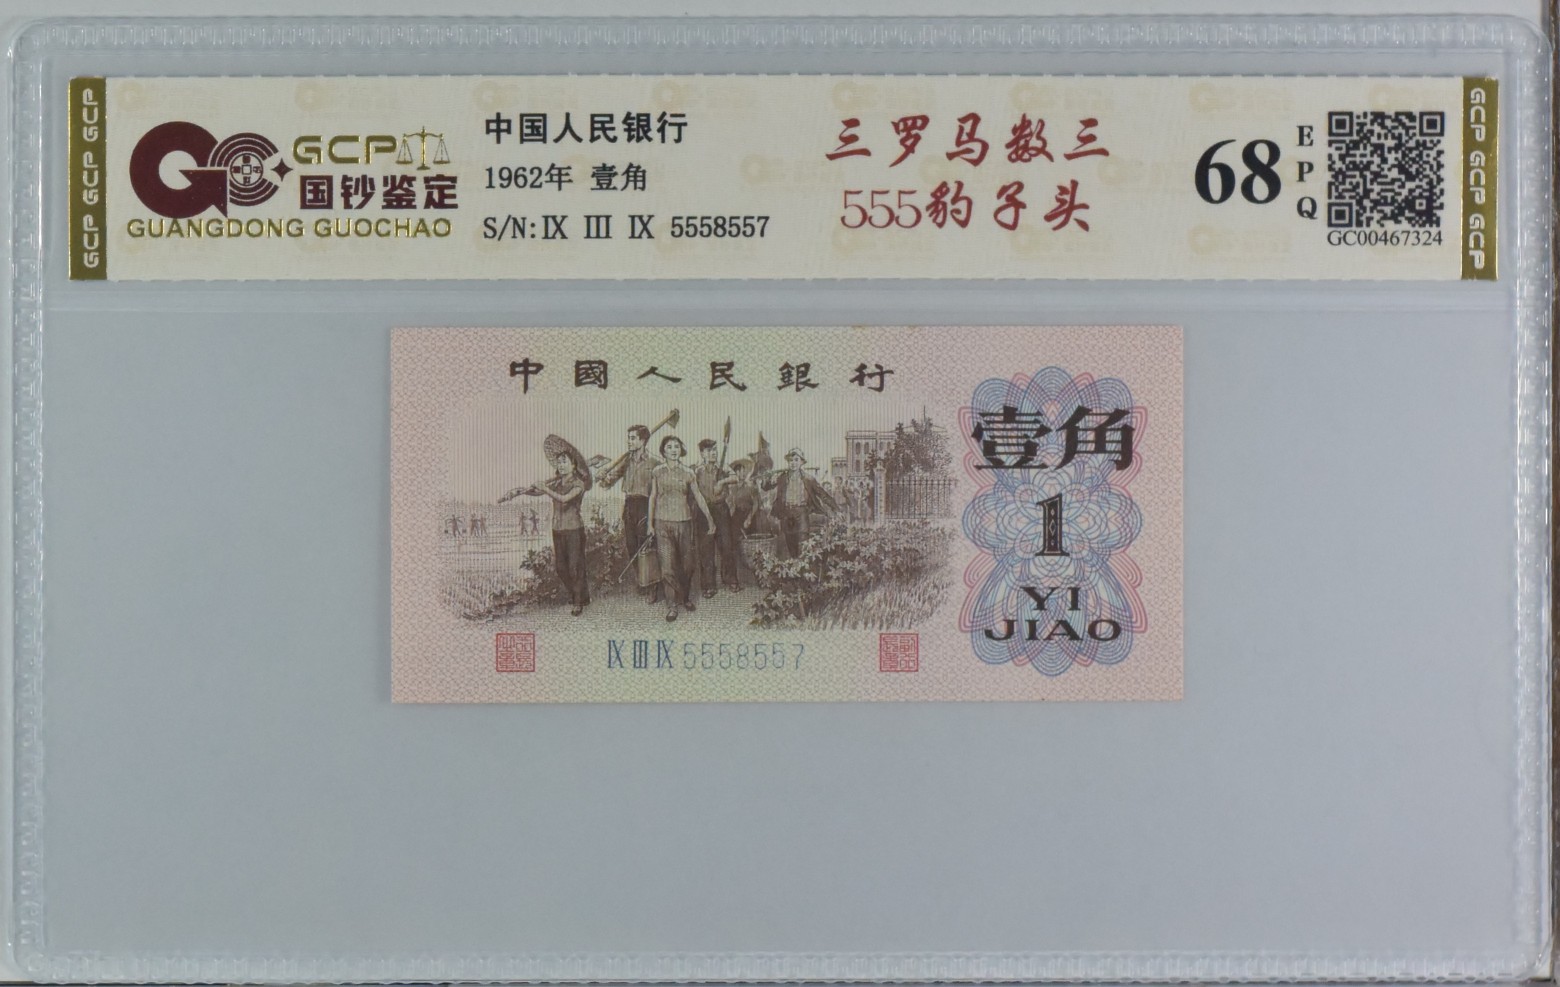 GCP GCP GCP
GCP
国钞鉴定
GUANGDONG GUOCHAO
中国人民银行
1962年 壹角
S/N: IX III IX 5558557
三罗马数三
555豹子头
68
EPQ
GC00467324
GCP GCP GCP
中國人民銀行
壹角
1
YI
JIAO
IX III IX 5558557